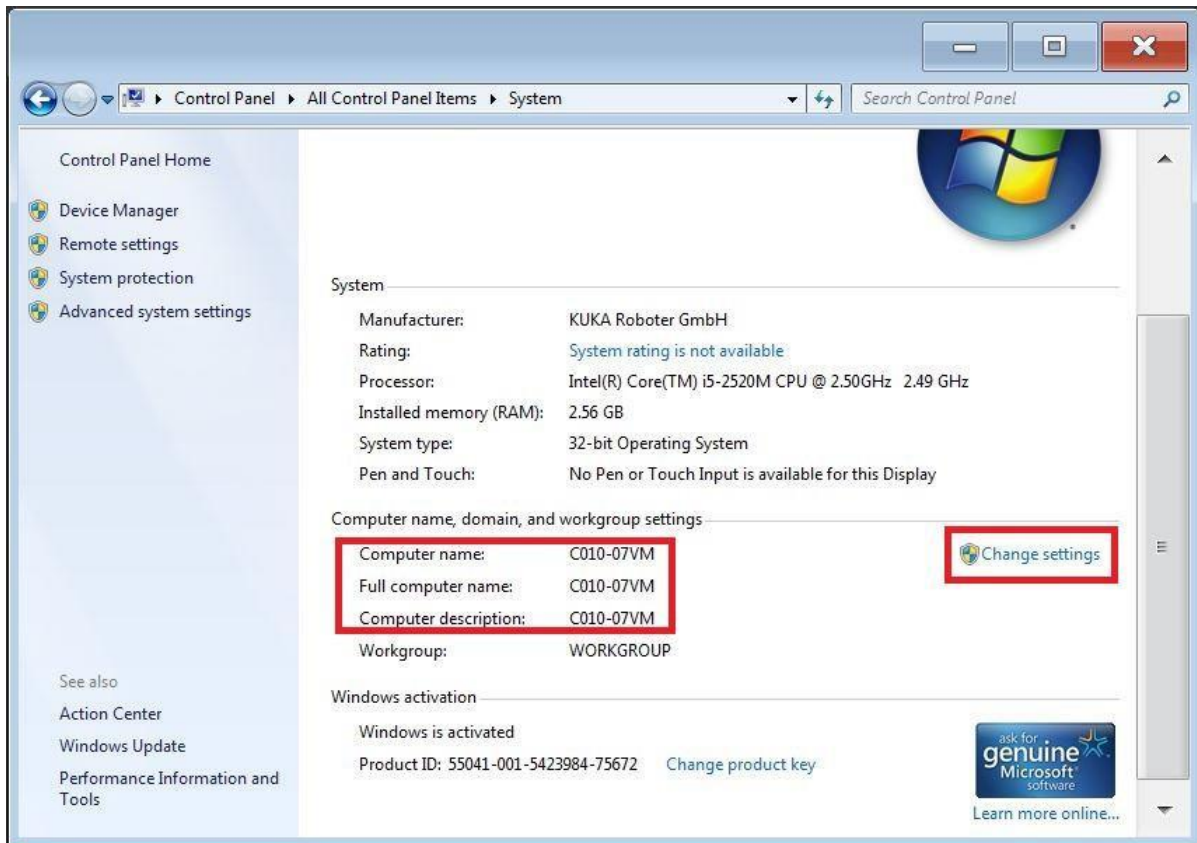 Control Panel ▸ All Control Panel Items ▸ System
Search Control Panel
Control Panel Home
Device Manager
Remote settings
System protection
Advanced system settings
See also
Action Center
Windows Update
Performance Information and
Tools
System
Manufacturer: KUKA Roboter GmbH
Rating: System rating is not available
Processor: Intel(R) Core(TM) i5-2520M CPU @ 2.50GHz 2.49 GHz
Installed memory (RAM): 2.56 GB
System type: 32-bit Operating System
Pen and Touch: No Pen or Touch Input is available for this Display
Computer name, domain, and workgroup settings
Computer name: C010-07VM
Change settings
Full computer name: C010-07VM
Computer description: C010-07VM
Workgroup: WORKGROUP
Windows activation
Windows is activated
Product ID: 55041-001-5423984-75672 Change product key
ask for
genuine
Microsoft
software
Learn more online...